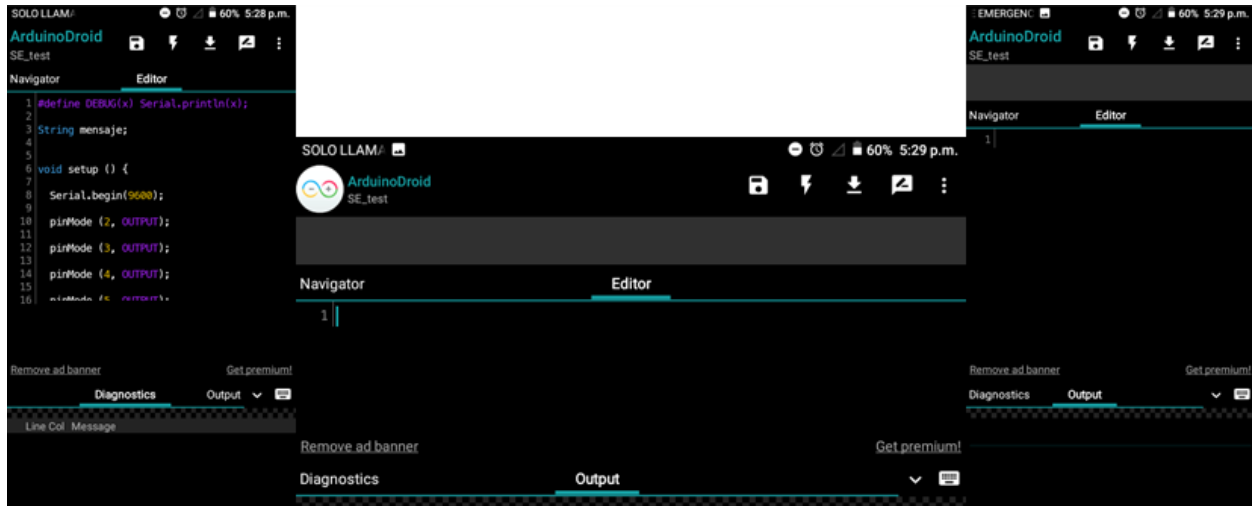 SOLO LLAMA 60% 5:28 p.m.
ArduinoDroid
SE_test
Navigator Editor
1 #define DEBUG(x) Serial.println(x);
2
3 String mensaje;
4
5
6 void setup () {
7
8 Serial.begin(9600);
9
10 pinMode (2, OUTPUT);
11
12 pinMode (3, OUTPUT);
13
14 pinMode (4, OUTPUT);
15
16 pinMode (5, OUTPUT);
Remove ad banner Get premium!
Diagnostics Output
Line Col Message
SOLO LLAMA 60% 5:29 p.m.
ArduinoDroid
SE_test
Navigator Editor
1
Remove ad banner Get premium!
Diagnostics Output
EMERGENC 60% 5:29 p.m.
ArduinoDroid
SE_test
Navigator Editor
1
Remove ad banner Get premium!
Diagnostics Output